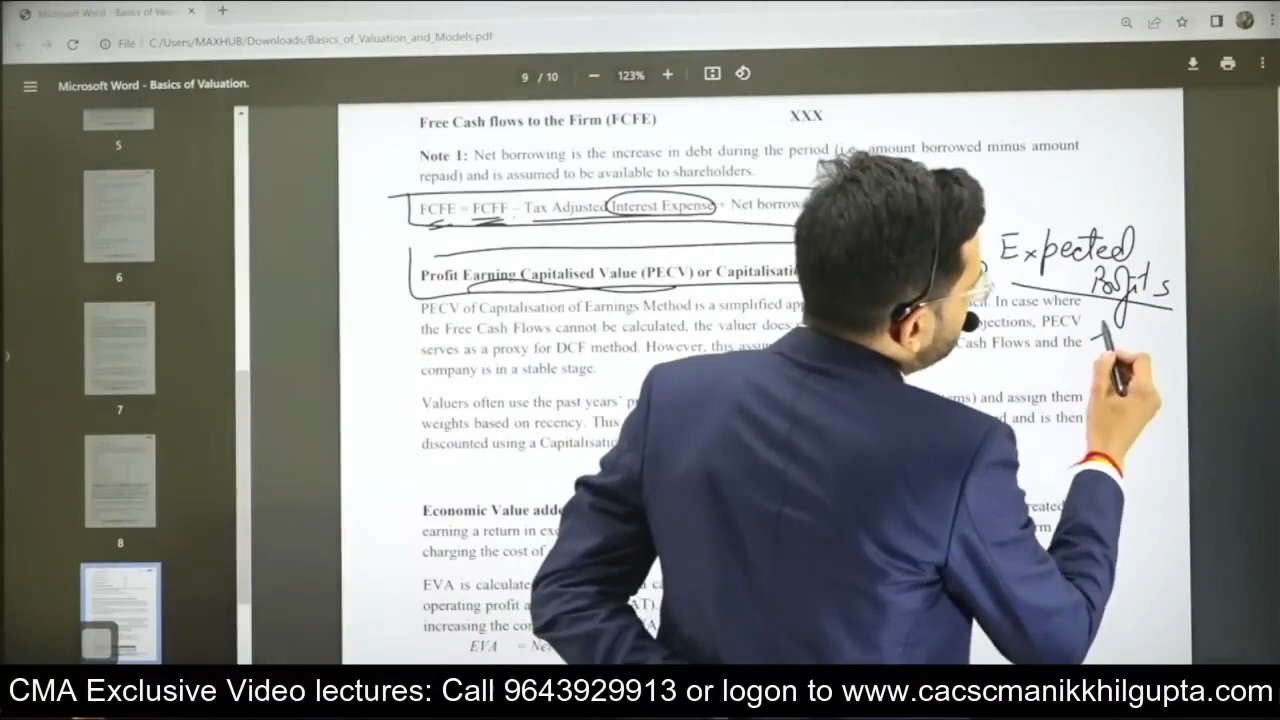 Microsoft Word - Basics of Valu
File C:/Users/MAXHUB/Downloads/Basics_of_Valuation_and_Models.pdf
Microsoft Word - Basics of Valuation.
9 / 10 123%
5
6
7
8
Free Cash flows to the Firm (FCFE) XXX
Note 1: Net borrowing is the increase in debt during the period (i.e., amount borrowed minus amount
repaid) and is assumed to be available to shareholders.
FCFE = FCFF – Tax Adjusted Interest Expense + Net borrow
Expected
Profits
Profit Earning Capitalised Value (PECV) or Capitalisati
PECV of Capitalisation of Earnings Method is a simplified ap In case where
the Free Cash Flows cannot be calculated, the valuer does jections, PECV
serves as a proxy for DCF method. However, this assu Cash Flows and the
company is in a stable stage.
Valuers often use the past years' p ms) and assign them
weights based on recency. This and is then
discounted using a Capitalisati
Economic Value adde reated
earning a return in exc rm
charging the cost of
EVA is calculate ca
operating profit a AT).
increasing the cor VA
EVA = Net
CMA Exclusive Video lectures: Call 9643929913 or logon to www.cacscmanikkhilgupta.com